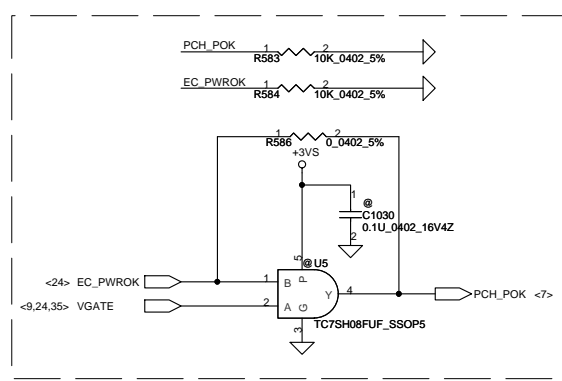 PCH_POK 1 2
R583 10K_0402_5%
EC_PWROK 1 2
R584 10K_0402_5%
1 2
R586 0_0402_5%
+3VS
1
@
C1030
0.1U_0402_16V4Z
2
5
@ U5
<24> EC_PWROK 1 B P
Y 4 PCH_POK <7>
<9,24,35> VGATE 2 A G
TC7SH08FUF_SSOP5
3